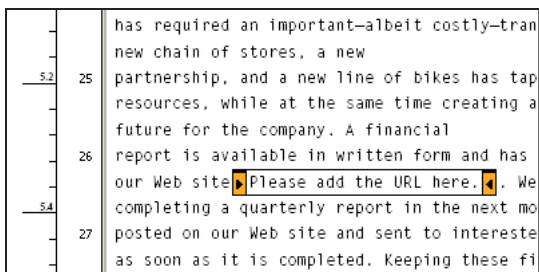 has required an important—albeit costly—tran
new chain of stores, a new
5.2 25 partnership, and a new line of bikes has tap
resources, while at the same time creating a
future for the company. A financial
26 report is available in written form and has
our Web site Please add the URL here. . We
5.4 completing a quarterly report in the next mo
27 posted on our Web site and sent to intereste
as soon as it is completed. Keeping these fi